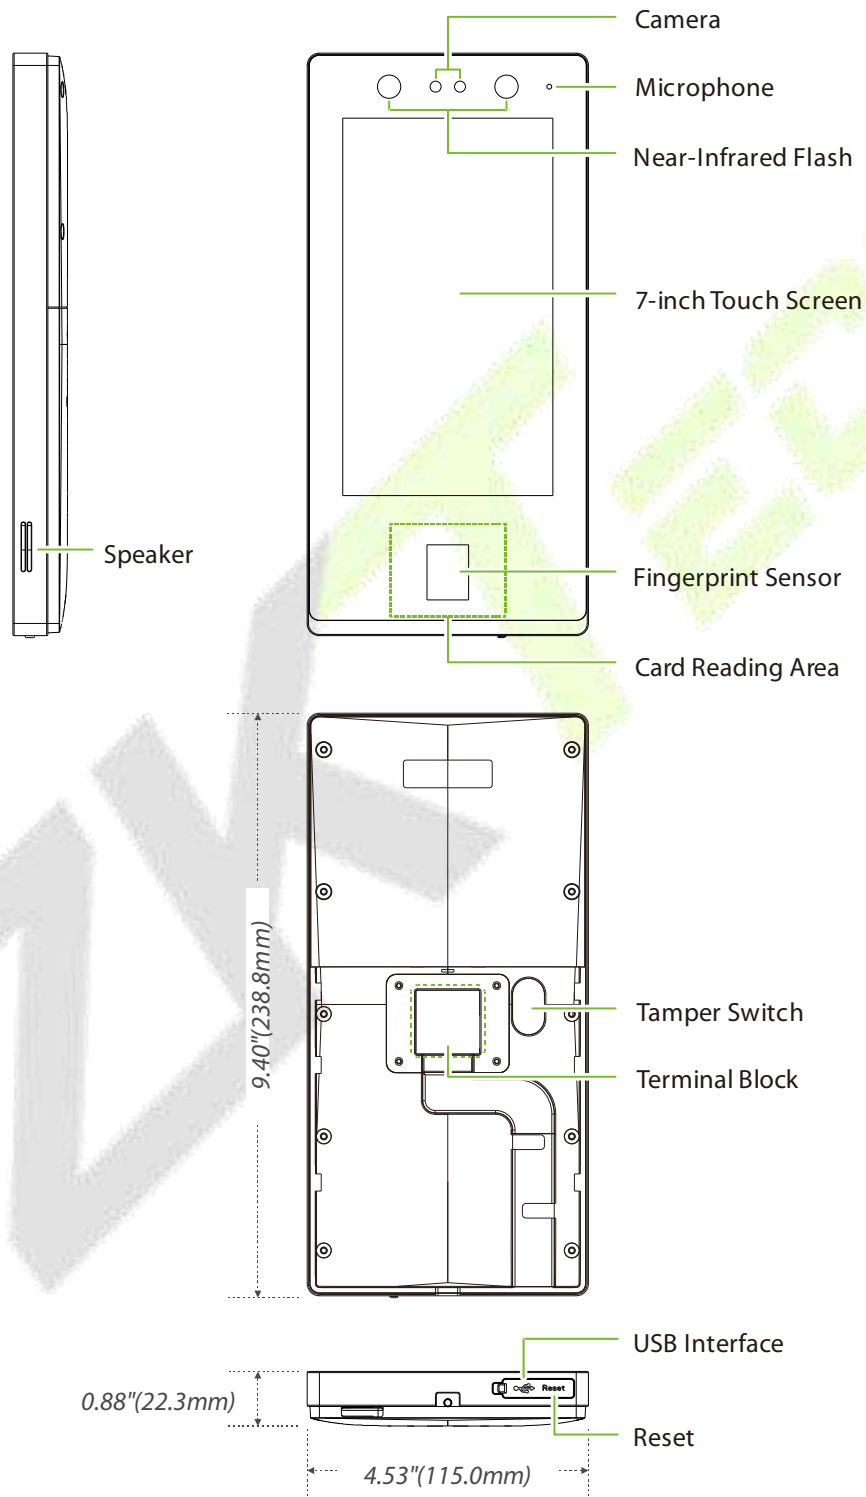 Camera
Microphone
Near-Infrared Flash
7-inch Touch Screen
Speaker
Fingerprint Sensor
Card Reading Area
9.40"(238.8mm)
Tamper Switch
Terminal Block
USB Interface
0.88"(22.3mm)
Reset
Reset
4.53"(115.0mm)